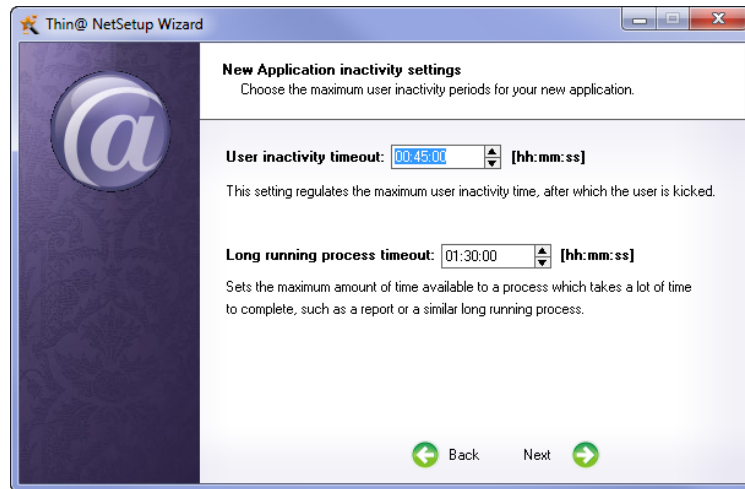 Thin@ NetSetup Wizard
New Application inactivity settings
Choose the maximum user inactivity periods for your new application.
User inactivity timeout: 00:45:00 [hh:mm:ss]
This setting regulates the maximum user inactivity time, after which the user is kicked.
Long running process timeout: 01:30:00 [hh:mm:ss]
Sets the maximum amount of time available to a process which takes a lot of time
to complete, such as a report or a similar long running process.
Back Next